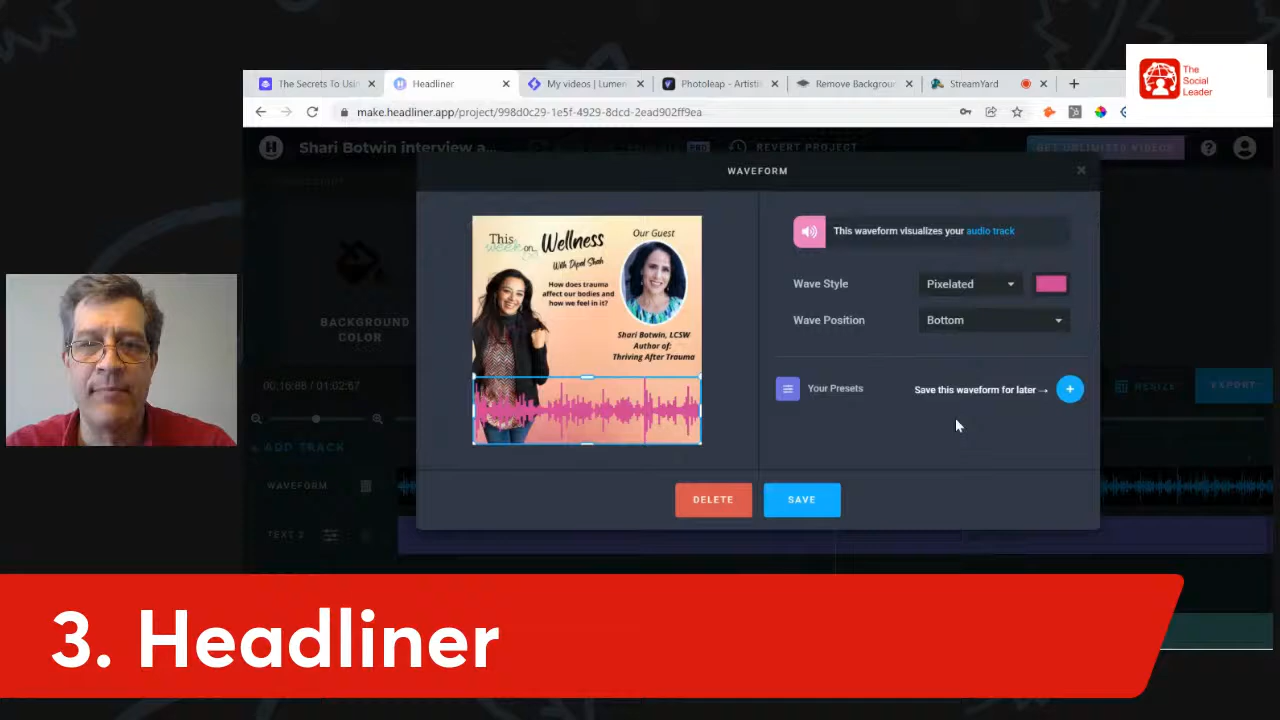 The Secrets To Usin
Headliner
My videos | Lumen
Photoleap - Artisti
Remove Backgroun
StreamYard
The
Social
Leader
make.headliner.app/project/998d0c29-1e5f-4929-8dcd-2ead902ff9ea
Shari Botwin interview a...
PRO
REVERT PROJECT
GET UNLIMITED VIDEOS
WAVEFORM
This
week on...
Wellness
With Dipal Shah
Our Guest
How does trauma
affect our bodies and
how we feel in it?
Shari Botwin, LCSW
Author of:
Thriving After Trauma
This waveform visualizes your audio track
Wave Style
Pixelated
Wave Position
Bottom
Your Presets
Save this waveform for later →
BACKGROUND
COLOR
00:16:88 / 01:02:67
RESIZE
EXPORT
+ ADD TRACK
WAVEFORM
DELETE
SAVE
TEXT 2
3. Headliner